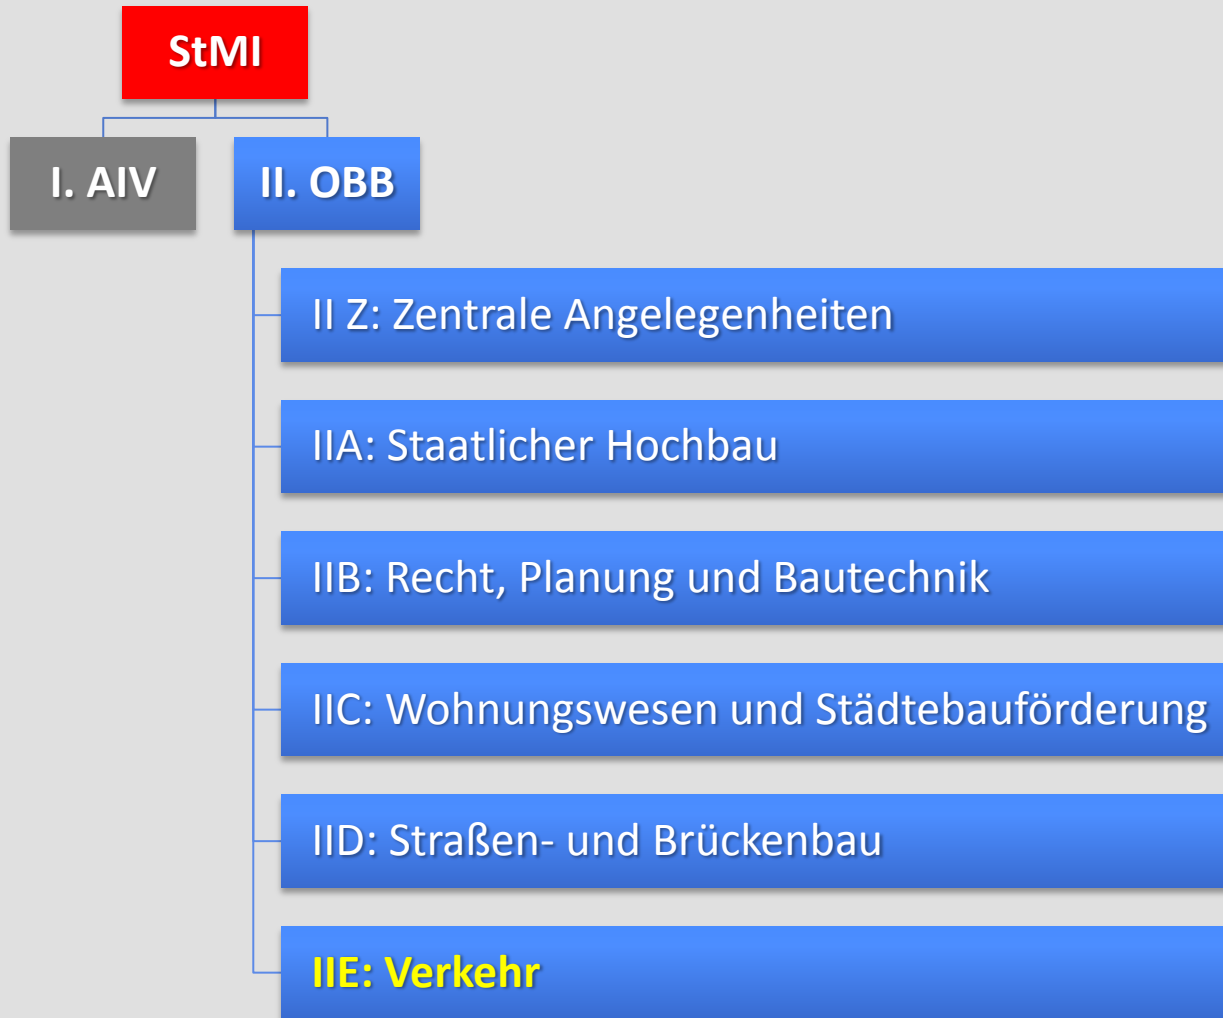 StMI
I. AIV
II. OBB
II Z: Zentrale Angelegenheiten
IIA: Staatlicher Hochbau
IIB: Recht, Planung und Bautechnik
IIC: Wohnungswesen und Städtebauförderung
IID: Straßen- und Brückenbau
IIE: Verkehr